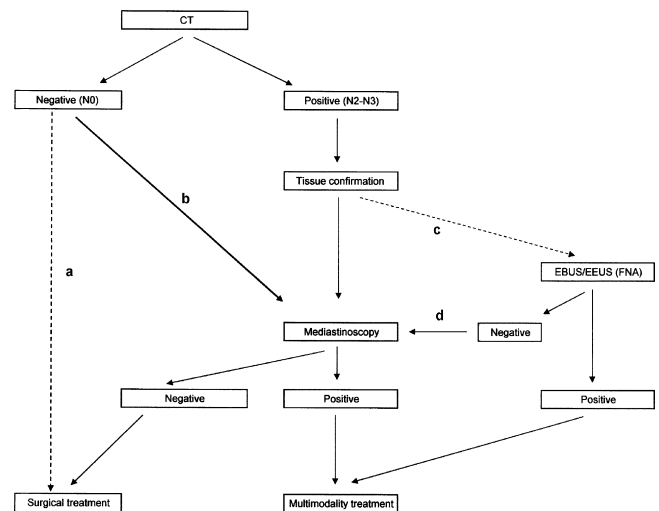 CT
Negative (N0)
Positive (N2-N3)
Tissue confirmation
b
c
a
EBUS/EEUS (FNA)
d
Mediastinoscopy
Negative
Negative
Positive
Positive
Surgical treatment
Multimodality treatment